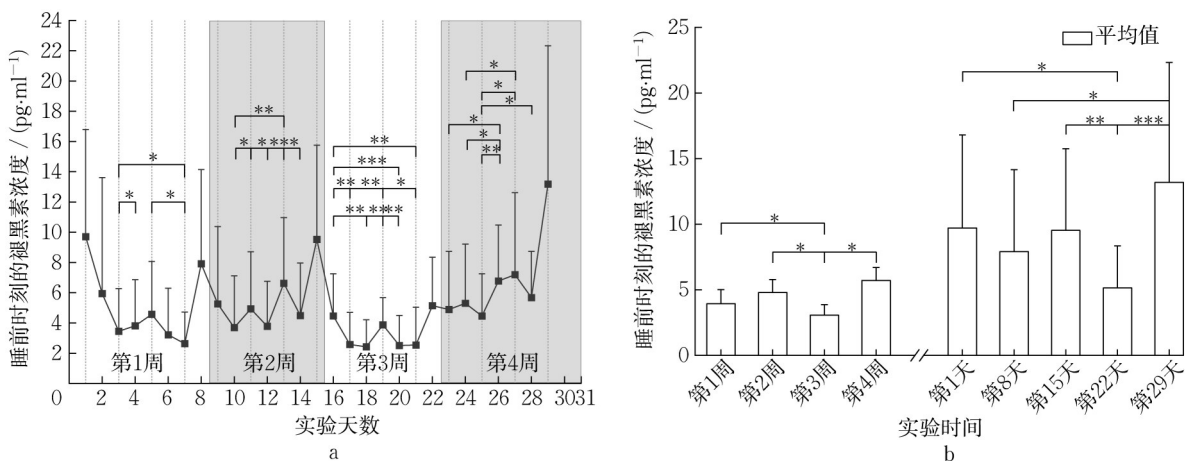 睡前时刻的褪黑素浓度 / (pg·ml⁻¹)
24
22
20
18
16
14
12
10
8
6
4
2
0
* * * ** * * * ** ** *** ** ** * ** ** ** * * * * * **
第1周 第2周 第3周 第4周
2 4 6 8 10 12 14 16 18 20 22 24 26 28 30 31
实验天数
a
睡前时刻的褪黑素浓度 / (pg·ml⁻¹)
25
20
15
10
5
0
平均值
*
*
** ***
*
* *
第1周 第2周 第3周 第4周 第1天 第8天 第15天 第22天 第29天
实验时间
b